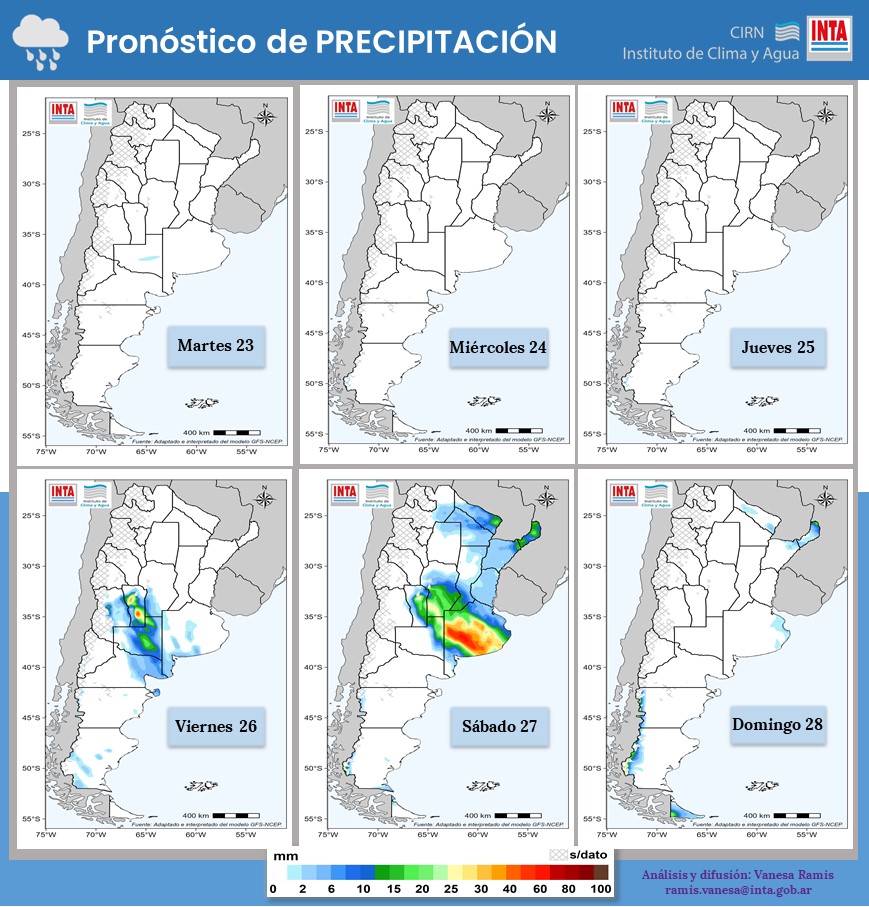 Pronóstico de PRECIPITACIÓN
CIRN
Instituto de Clima y Agua
INTA
INTA
Instituto de
Clima y Agua
N
25°S
30°S
35°S
40°S
45°S
50°S
55°S
Martes 23
400 km
Fuente: Adaptado e interpretado del modelo GFS-NCEP.
75°W 70°W 65°W 60°W 55°W
INTA
Instituto de
Clima y Agua
N
25°S
30°S
35°S
40°S
45°S
50°S
55°S
Miércoles 24
400 km
Fuente: Adaptado e interpretado del modelo GFS-NCEP.
75°W 70°W 65°W 60°W 55°W
INTA
Instituto de
Clima y Agua
N
25°S
30°S
35°S
40°S
45°S
50°S
55°S
Jueves 25
400 km
Fuente: Adaptado e interpretado del modelo GFS-NCEP.
75°W 70°W 65°W 60°W 55°W
INTA
Instituto de
Clima y Agua
N
25°S
30°S
35°S
40°S
45°S
50°S
55°S
Viernes 26
400 km
Fuente: Adaptado e interpretado del modelo GFS-NCEP.
75°W 70°W 65°W 60°W 55°W
INTA
Instituto de
Clima y Agua
N
25°S
30°S
35°S
40°S
45°S
50°S
55°S
Sábado 27
400 km
Fuente: Adaptado e interpretado del modelo GFS-NCEP.
75°W 70°W 65°W 60°W 55°W
INTA
Instituto de
Clima y Agua
N
25°S
30°S
35°S
40°S
45°S
50°S
55°S
Domingo 28
400 km
Fuente: Adaptado e interpretado del modelo GFS-NCEP.
75°W 70°W 65°W 60°W 55°W
mm s/dato
0 2 6 10 15 20 25 30 40 60 80 100
Análisis y difusión: Vanesa Ramis
ramis.vanesa@inta.gob.ar